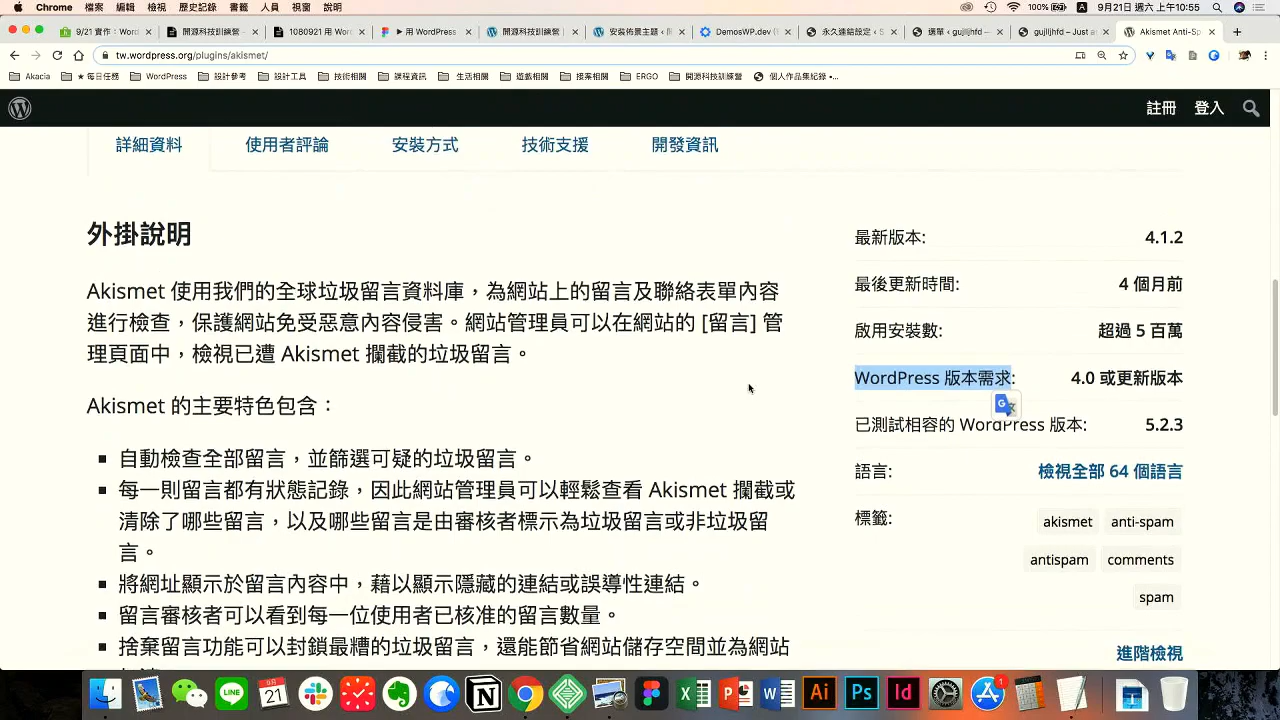 Chrome 檔案 編輯 檢視 歷史記錄 書籤 人員 視窗 說明 100% 9月21日 週六 上午10:55
9/21 實作：Word 開源科技訓練營 - 1080921 用 Wor ▶ 用 WordPress 開源科技訓練營 安裝佈景主題 ‹ DemosWP.dev ( 永久連結設定 ‹ S 選單 ‹ gujlijhfd — gujlijhfd – Just a Akismet Anti-Sp
tw.wordpress.org/plugins/akismet/
Akacia ★ 每日任務 WordPress 設計參考 設計工具 技術相關 課程資訊 生活相關 遊戲相關 接案相關 ERGO 開源科技訓練營 個人作品集紀錄 •...
註冊 登入
詳細資料 使用者評論 安裝方式 技術支援 開發資訊
外掛說明
Akismet 使用我們的全球垃圾留言資料庫，為網站上的留言及聯絡表單內容
進行檢查，保護網站免受惡意內容侵害。網站管理員可以在網站的 [留言] 管
理頁面中，檢視已遭 Akismet 攔截的垃圾留言。
Akismet 的主要特色包含：
自動檢查全部留言，並篩選可疑的垃圾留言。
每一則留言都有狀態記錄，因此網站管理員可以輕鬆查看 Akismet 攔截或
清除了哪些留言，以及哪些留言是由審核者標示為垃圾留言或非垃圾留
言。
將網址顯示於留言內容中，藉以顯示隱藏的連結或誤導性連結。
留言審核者可以看到每一位使用者已核准的留言數量。
捨棄留言功能可以封鎖最糟的垃圾留言，還能節省網站儲存空間並為網站
最新版本: 4.1.2
最後更新時間: 4 個月前
啟用安裝數: 超過 5 百萬
WordPress 版本需求: 4.0 或更新版本
已測試相容的 WordPress 版本: 5.2.3
語言: 檢視全部 64 個語言
標籤: akismet anti-spam
antispam comments
spam
進階檢視
LINE 9月 21 Ai Ps Id 1